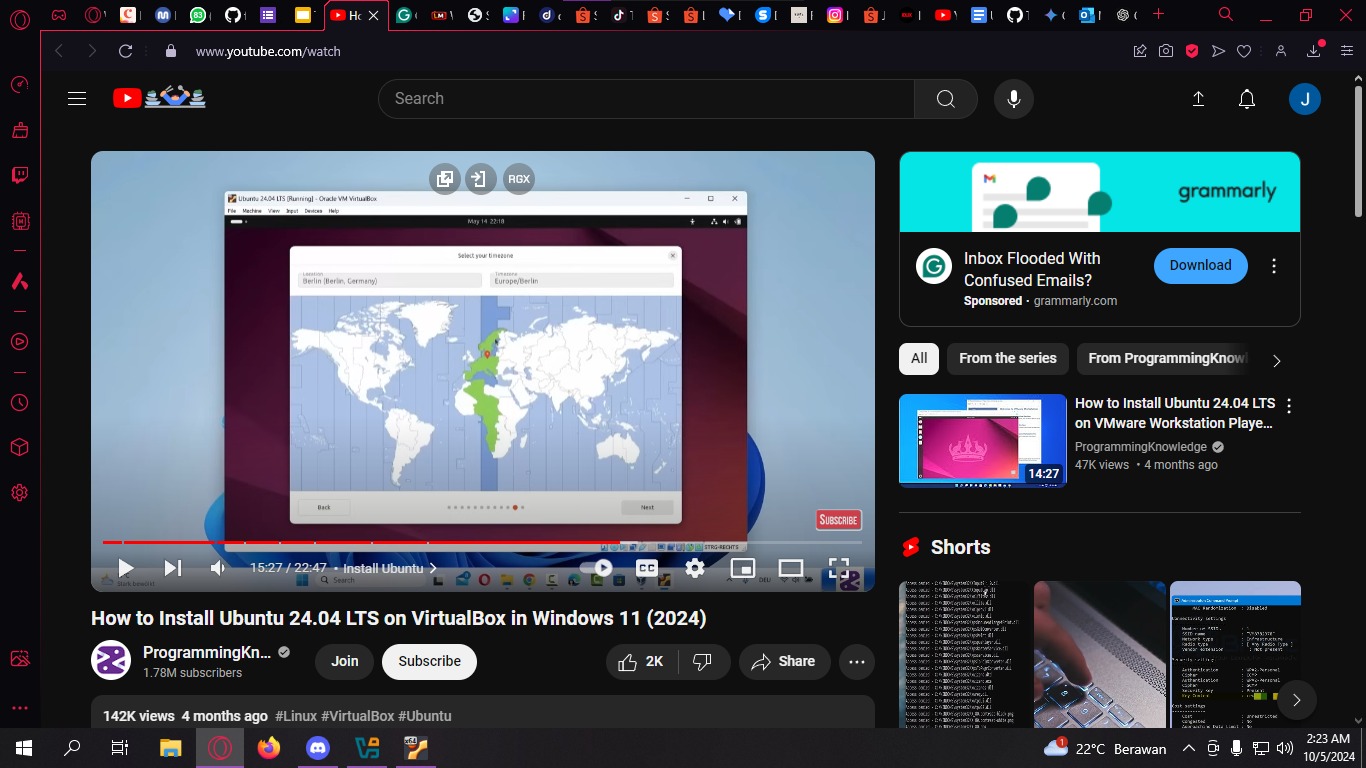 www.youtube.com/watch
Search
J
RGX
Ubuntu 24.04 LTS [Running] - Oracle VM VirtualBox
File Machine View Input Devices Help
May 14 22:18
Select your timezone
Location
Berlin (Berlin, Germany)
Timezone
Europe/Berlin
Back
Next
SUBSCRIBE
STRG-RECHTS
15:27 / 22:47 • Install Ubuntu
CC
Search
DEU
How to Install Ubuntu 24.04 LTS on VirtualBox in Windows 11 (2024)
ProgrammingKn...
1.78M subscribers
Join
Subscribe
2K
Share
142K views 4 months ago #Linux #VirtualBox #Ubuntu
grammarly
Inbox Flooded With
Confused Emails?
Sponsored · grammarly.com
Download
All
From the series
From ProgrammingKnowl
How to Install Ubuntu 24.04 LTS
on VMware Workstation Playe...
ProgrammingKnowledge
47K views • 4 months ago
14:27
Shorts
22°C Berawan
2:23 AM
10/5/2024